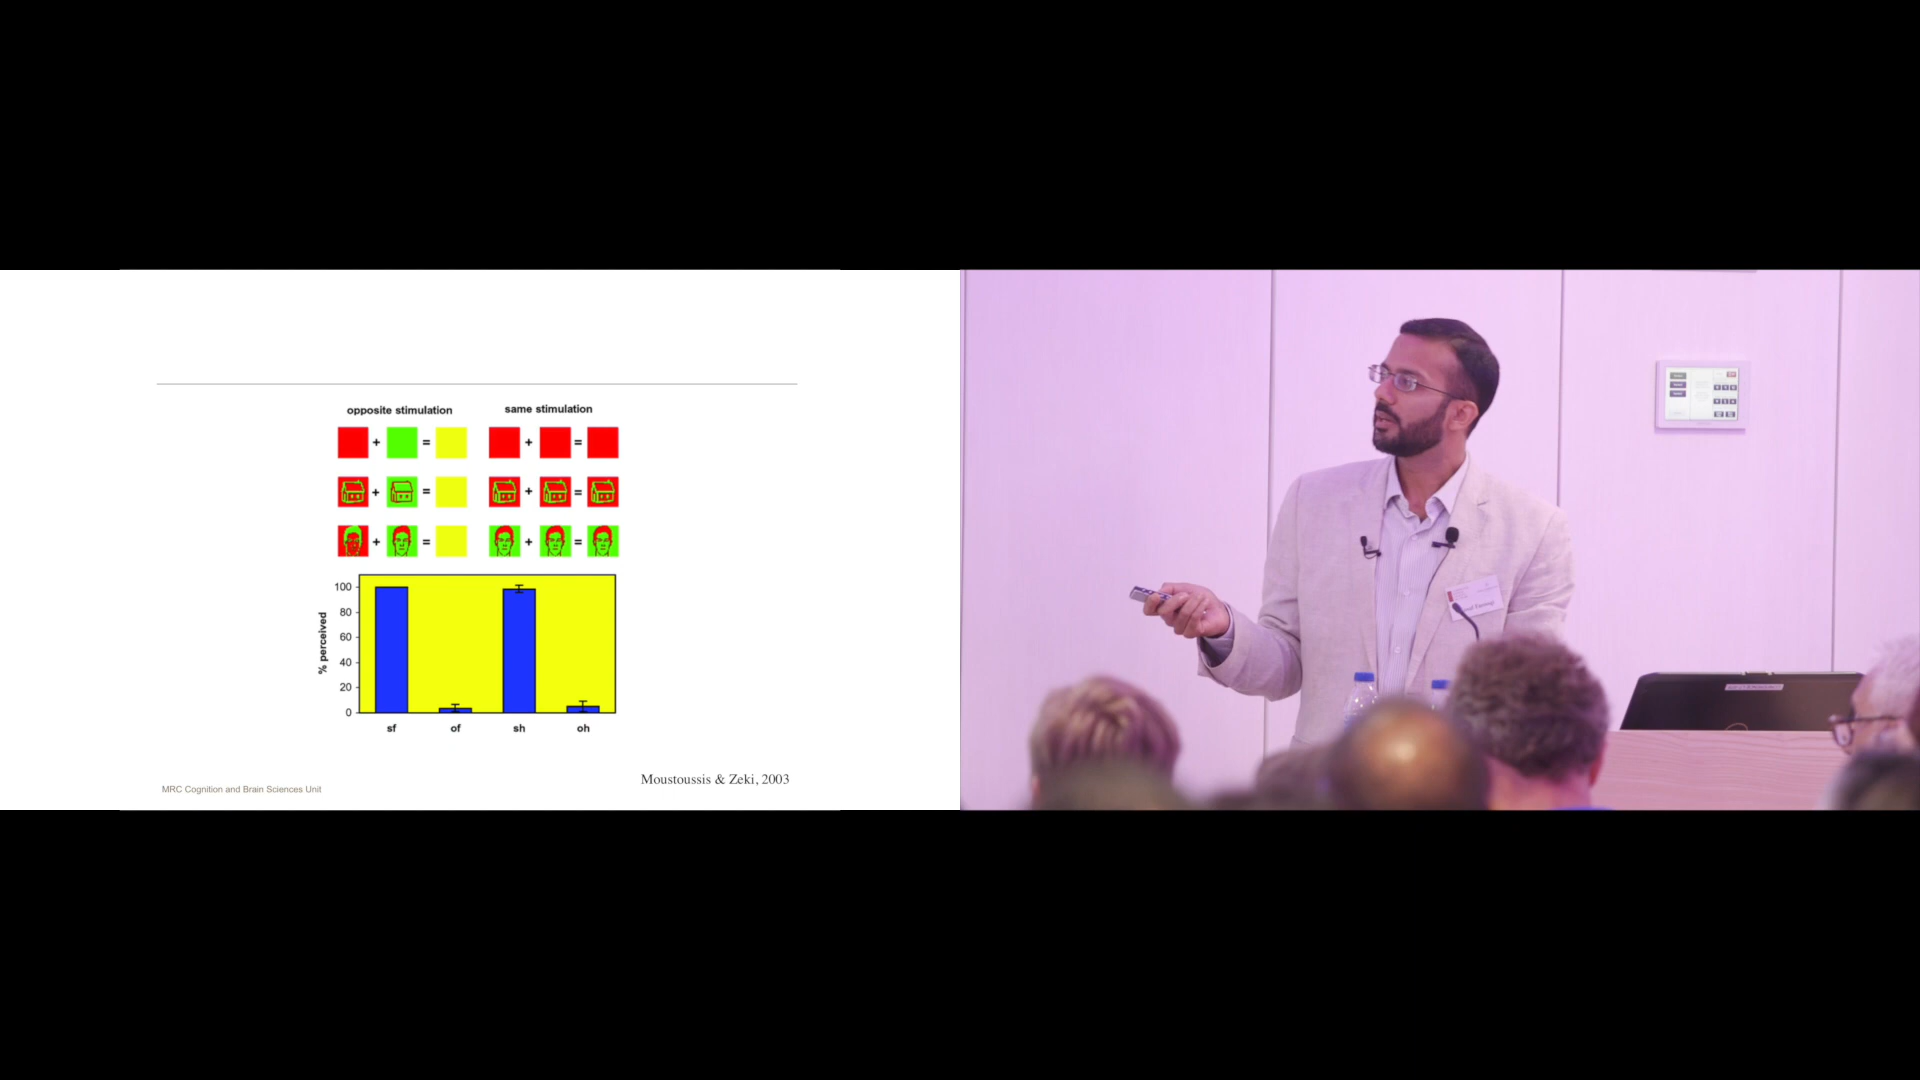 opposite stimulation same stimulation
+ = + =
+ = + =
+ = + =
100
80
60
40
20
0
% perceived
sf of sh oh
Moustoussis & Zeki, 2003
MRC Cognition and Brain Sciences Unit